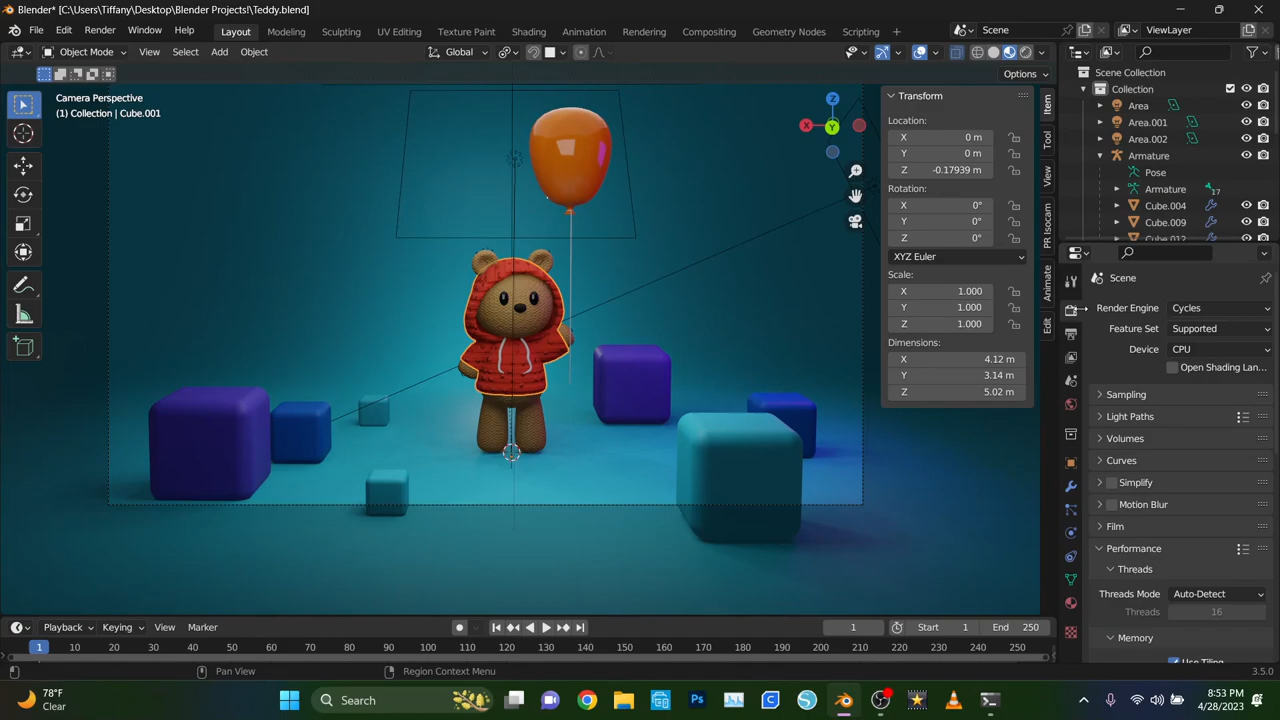 Blender* [C:\Users\Tiffany\Desktop\Blender Projects!\Teddy.blend]
File Edit Render Window Help Layout Modeling Sculpting UV Editing Texture Paint Shading Animation Rendering Compositing Geometry Nodes Scripting + Scene ViewLayer
Object Mode View Select Add Object Global
Options
Camera Perspective
(1) Collection | Cube.001
Z
X
Y
Transform
Location:
X 0 m
Y 0 m
Z -0.17939 m
Rotation:
X 0°
Y 0°
Z 0°
XYZ Euler
Scale:
X 1.000
Y 1.000
Z 1.000
Dimensions:
X 4.12 m
Y 3.14 m
Z 5.02 m
Item
Tool
View
PR Isocam
Animate
Edit
Scene Collection
Collection
Area
Area.001
Area.002
Armature
Pose
Armature 17
Cube.004
Cube.009
Cube.012
Scene
Render Engine Cycles
Feature Set Supported
Device CPU
Open Shading Lan...
Sampling
Light Paths
Volumes
Curves
Simplify
Motion Blur
Film
Performance
Threads
Threads Mode Auto-Detect
Threads 16
Memory
Use Tiling
Playback Keying View Marker 1 Start 1 End 250
1 10 20 30 40 50 60 70 80 90 100 110 120 130 140 150 160 170 180 190 200 210 220 230 240 250
Pan View Region Context Menu 3.5.0
78°F
Clear
Search
Ps
8:53 PM
4/28/2023